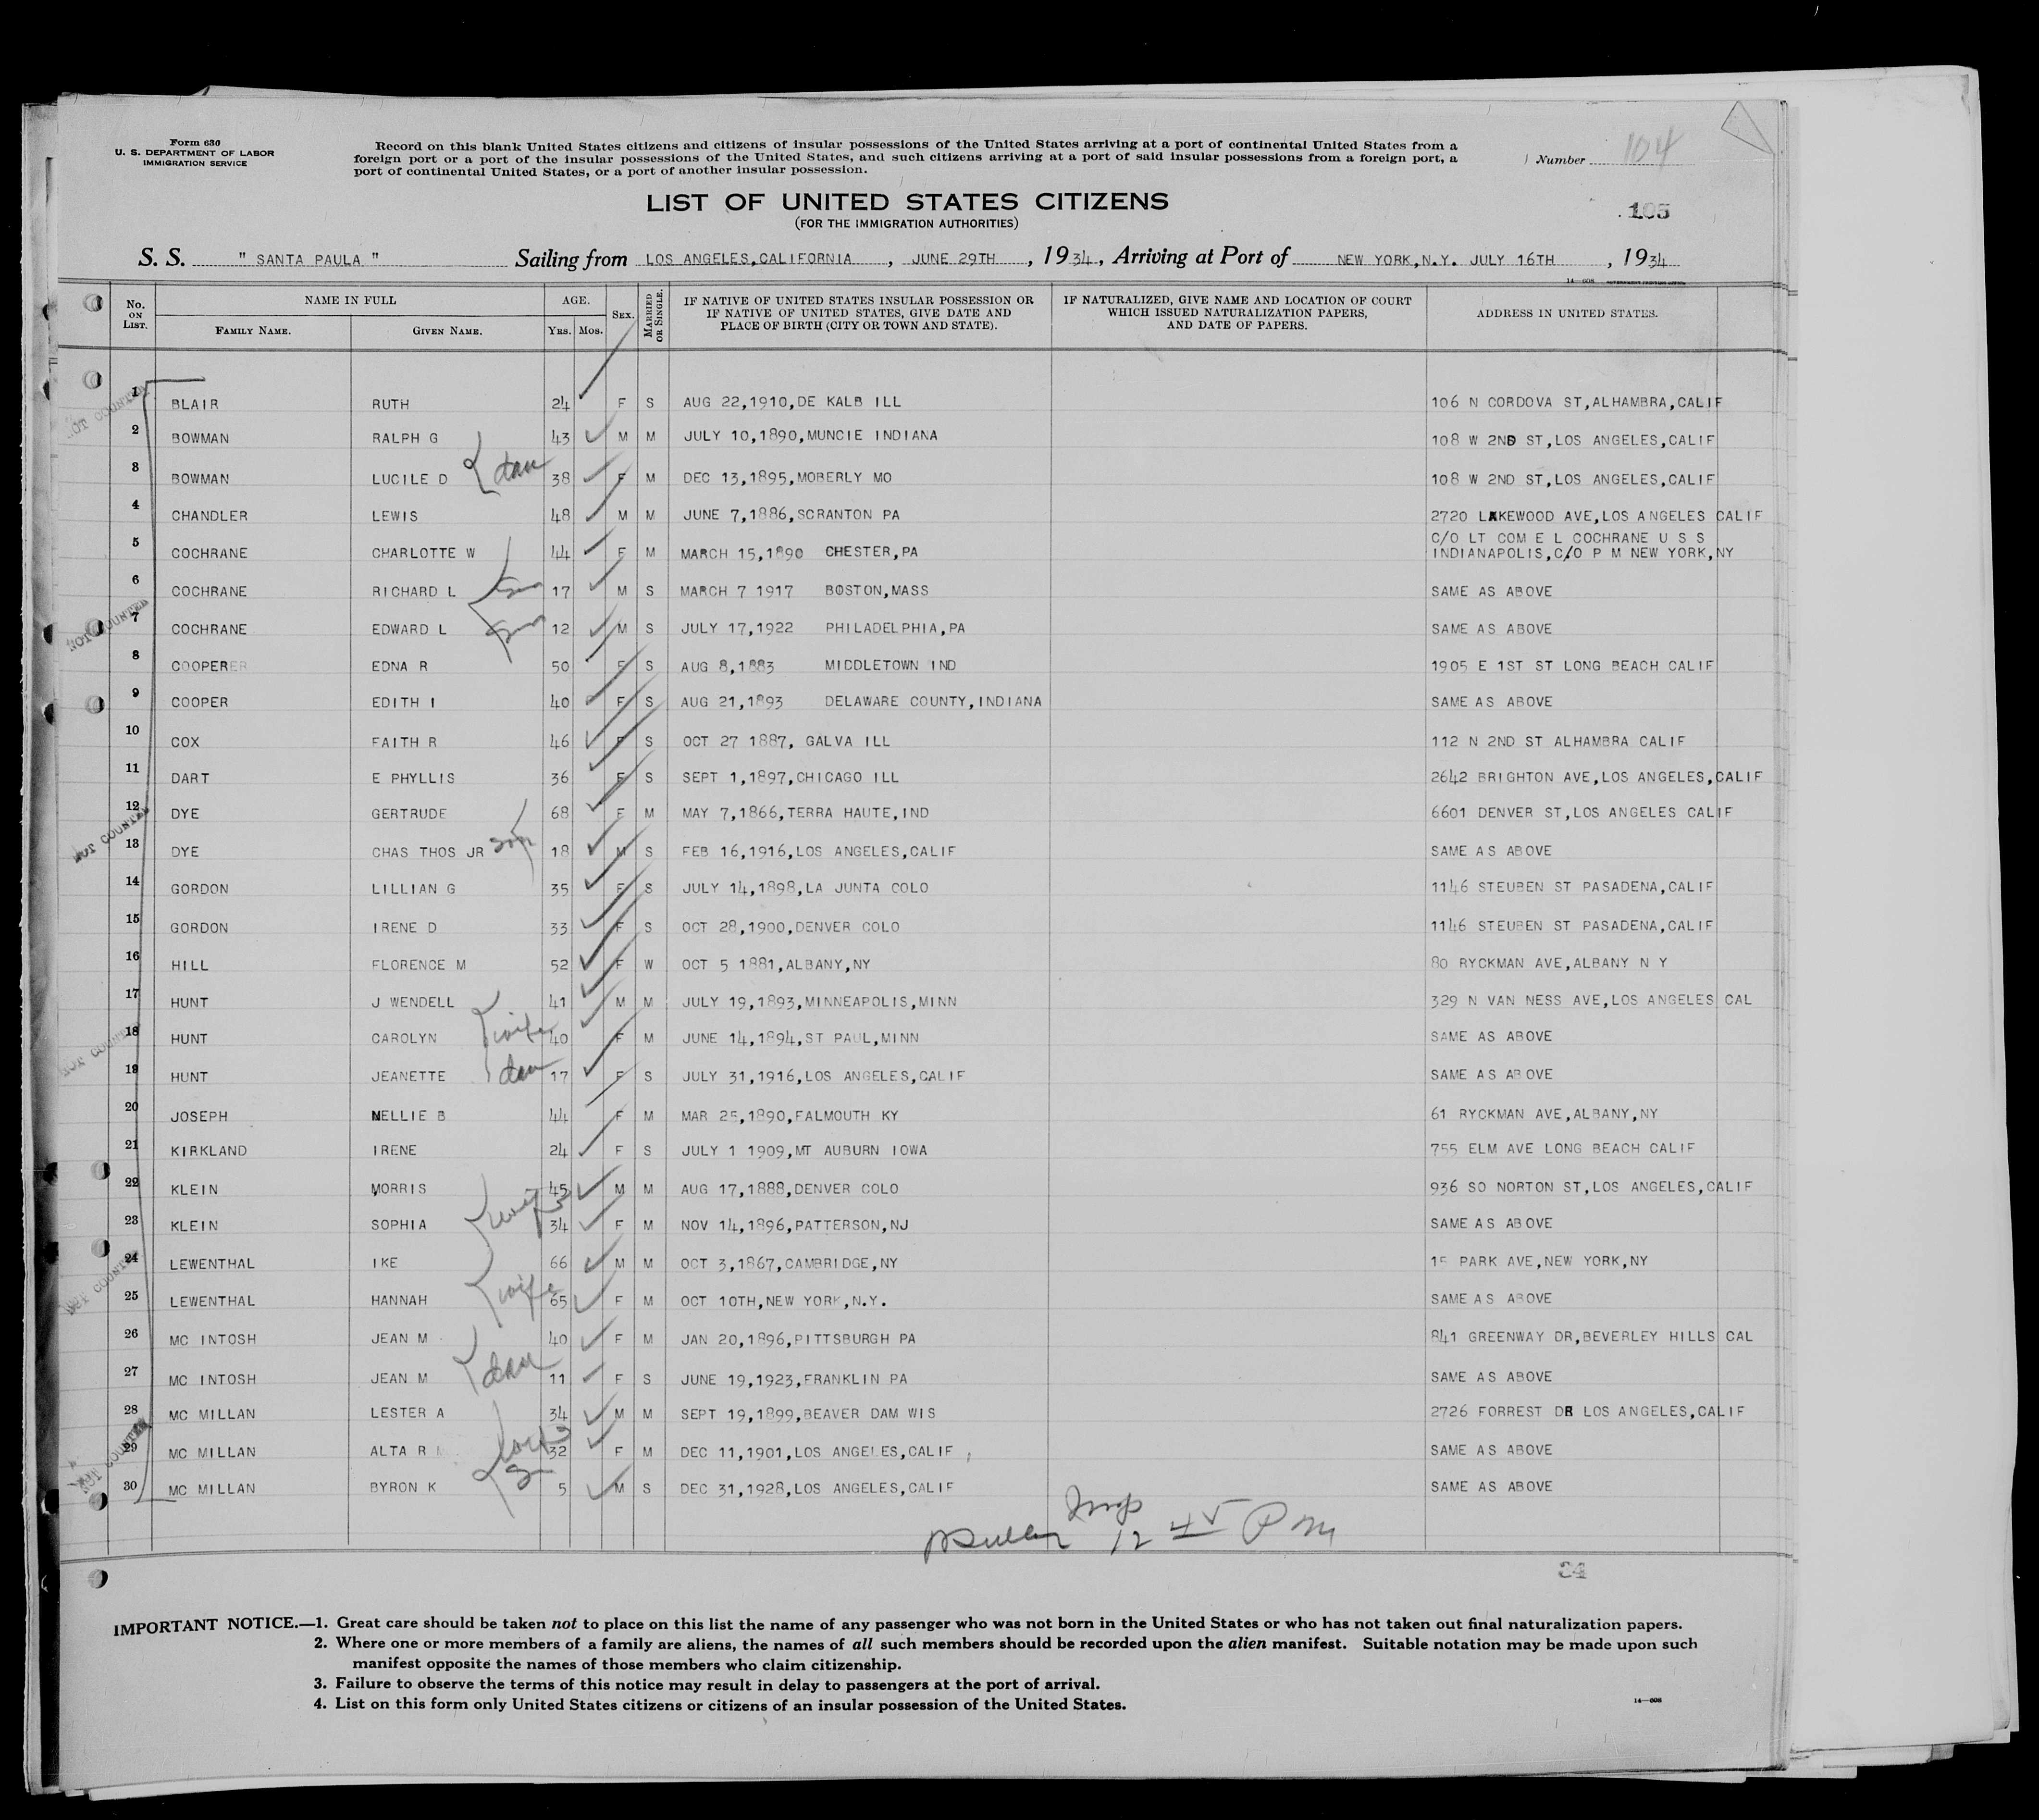 Form 630
U. S. DEPARTMENT OF LABOR
IMMIGRATION SERVICE
Record on this blank United States citizens and citizens of insular possessions of the United States arriving at a port of continental United States from a
foreign port or a port of the insular possessions of the United States, and such citizens arriving at a port of said insular possessions from a foreign port, a
port of continental United States, or a port of another insular possession.
Number 104
LIST OF UNITED STATES CITIZENS
(FOR THE IMMIGRATION AUTHORITIES)
105
S. S. " SANTA PAULA " Sailing from LOS ANGELES,CALIFORNIA , JUNE 29TH , 1934, Arriving at Port of NEW YORK,N.Y. JULY 16TH , 1934
14—608
No. ON LIST. NAME IN FULL FAMILY NAME. GIVEN NAME. AGE. Yrs. Mos. SEX. MARRIED OR SINGLE. IF NATIVE OF UNITED STATES INSULAR POSSESSION OR IF NATIVE OF UNITED STATES, GIVE DATE AND PLACE OF BIRTH (CITY OR TOWN AND STATE). IF NATURALIZED, GIVE NAME AND LOCATION OF COURT WHICH ISSUED NATURALIZATION PAPERS, AND DATE OF PAPERS. ADDRESS IN UNITED STATES.
1 BLAIR RUTH 24 F S AUG 22,1910,DE KALB ILL 106 N CORDOVA ST,ALHAMBRA,CALIF
NOT COUNTED
2 BOWMAN RALPH G 43 M M JULY 10,1890,MUNCIE INDIANA 108 W 2ND ST,LOS ANGELES,CALIF
3 BOWMAN LUCILE D dau 38 F M DEC 13,1895,MOBERLY MO 108 W 2ND ST,LOS ANGELES,CALIF
4 CHANDLER LEWIS 48 M M JUNE 7,1886,SCRANTON PA 2720 LAKEWOOD AVE,LOS ANGELES CALIF
5 COCHRANE CHARLOTTE W 44 F M MARCH 15,1890 CHESTER,PA C/O LT COM E L COCHRANE U S S
INDIANAPOLIS,C/O P M NEW YORK,NY
6 COCHRANE RICHARD L son 17 M S MARCH 7 1917 BOSTON,MASS SAME AS ABOVE
NOT COUNTED
7 COCHRANE EDWARD L son 12 M S JULY 17,1922 PHILADELPHIA,PA SAME AS ABOVE
8 COOPERER EDNA R 50 F S AUG 8,1883 MIDDLETOWN IND 1905 E 1ST ST LONG BEACH CALIF
9 COOPER EDITH I 40 F S AUG 21,1893 DELAWARE COUNTY,INDIANA SAME AS ABOVE
10 COX FAITH R 46 F S OCT 27 1887, GALVA ILL 112 N 2ND ST ALHAMBRA CALIF
11 DART E PHYLLIS 36 F S SEPT 1,1897,CHICAGO ILL 2642 BRIGHTON AVE,LOS ANGELES,CALIF
12 DYE GERTRUDE 68 F M MAY 7,1866,TERRA HAUTE,IND 6601 DENVER ST,LOS ANGELES CALIF
NOT COUNTED
13 DYE CHAS THOS JR son 18 M S FEB 16,1916,LOS ANGELES,CALIF SAME AS ABOVE
14 GORDON LILLIAN G 35 F S JULY 14,1898,LA JUNTA COLO 1146 STEUBEN ST PASADENA,CALIF
15 GORDON IRENE D 33 F S OCT 28,1900,DENVER COLO 1146 STEUBEN ST PASADENA,CALIF
16 HILL FLORENCE M 52 F W OCT 5 1881,ALBANY,NY 80 RYCKMAN AVE,ALBANY N Y
17 HUNT J WENDELL 41 M M JULY 19,1893,MINNEAPOLIS,MINN 329 N VAN NESS AVE,LOS ANGELES CAL
18 HUNT CAROLYN wife 40 F M JUNE 14,1894,ST PAUL,MINN SAME AS ABOVE
NOT COUNTED
19 HUNT JEANETTE dau 17 F S JULY 31,1916,LOS ANGELES,CALIF SAME AS ABOVE
20 JOSEPH NELLIE B 44 F M MAR 25,1890,FALMOUTH KY 61 RYCKMAN AVE,ALBANY,NY
21 KIRKLAND IRENE 24 F S JULY 1 1909,MT AUBURN IOWA 755 ELM AVE LONG BEACH CALIF
22 KLEIN MORRIS 45 M M AUG 17,1888,DENVER COLO 936 SO NORTON ST,LOS ANGELES,CALIF
23 KLEIN SOPHIA wife 34 F M NOV 14,1896,PATTERSON,NJ SAME AS ABOVE
24 LEWENTHAL IKE 66 M M OCT 3,1867,CAMBRIDGE,NY 15 PARK AVE,NEW YORK,NY
NOT COUNTED
25 LEWENTHAL HANNAH wife 65 F M OCT 10TH,NEW YORK,N.Y. SAME AS ABOVE
26 MC INTOSH JEAN M 40 F M JAN 20,1896,PITTSBURGH PA 841 GREENWAY DR,BEVERLEY HILLS CAL
27 MC INTOSH JEAN M dau 11 F S JUNE 19,1923,FRANKLIN PA SAME AS ABOVE
28 MC MILLAN LESTER A 34 M M SEPT 19,1899,BEAVER DAM WIS 2726 FORREST DR LOS ANGELES,CALIF
29 MC MILLAN ALTA R wife 32 F M DEC 11,1901,LOS ANGELES,CALIF SAME AS ABOVE
NOT COUNTED
30 MC MILLAN BYRON K 5 M S DEC 31,1928,LOS ANGELES,CALIF SAME AS ABOVE
12 45 PM
34
IMPORTANT NOTICE.—1. Great care should be taken not to place on this list the name of any passenger who was not born in the United States or who has not taken out final naturalization papers.
2. Where one or more members of a family are aliens, the names of all such members should be recorded upon the alien manifest. Suitable notation may be made upon such
manifest opposite the names of those members who claim citizenship.
3. Failure to observe the terms of this notice may result in delay to passengers at the port of arrival.
4. List on this form only United States citizens or citizens of an insular possession of the United States.
14—608